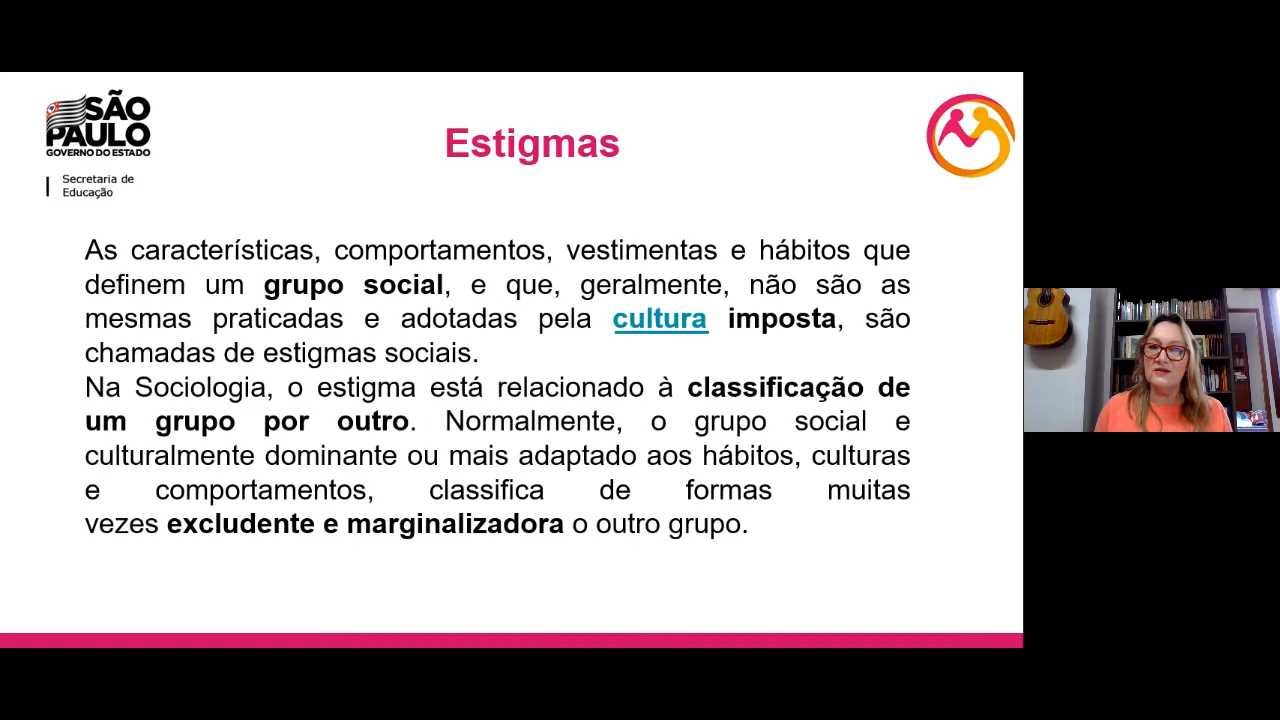 SÃO
PAULO
GOVERNO DO ESTADO
Secretaria de
Educação
Estigmas
As características, comportamentos, vestimentas e hábitos que
definem um grupo social, e que, geralmente, não são as
mesmas praticadas e adotadas pela cultura imposta, são
chamadas de estigmas sociais.
Na Sociologia, o estigma está relacionado à classificação de
um grupo por outro. Normalmente, o grupo social e
culturalmente dominante ou mais adaptado aos hábitos, culturas
e comportamentos, classifica de formas muitas
vezes excludente e marginalizadora o outro grupo.